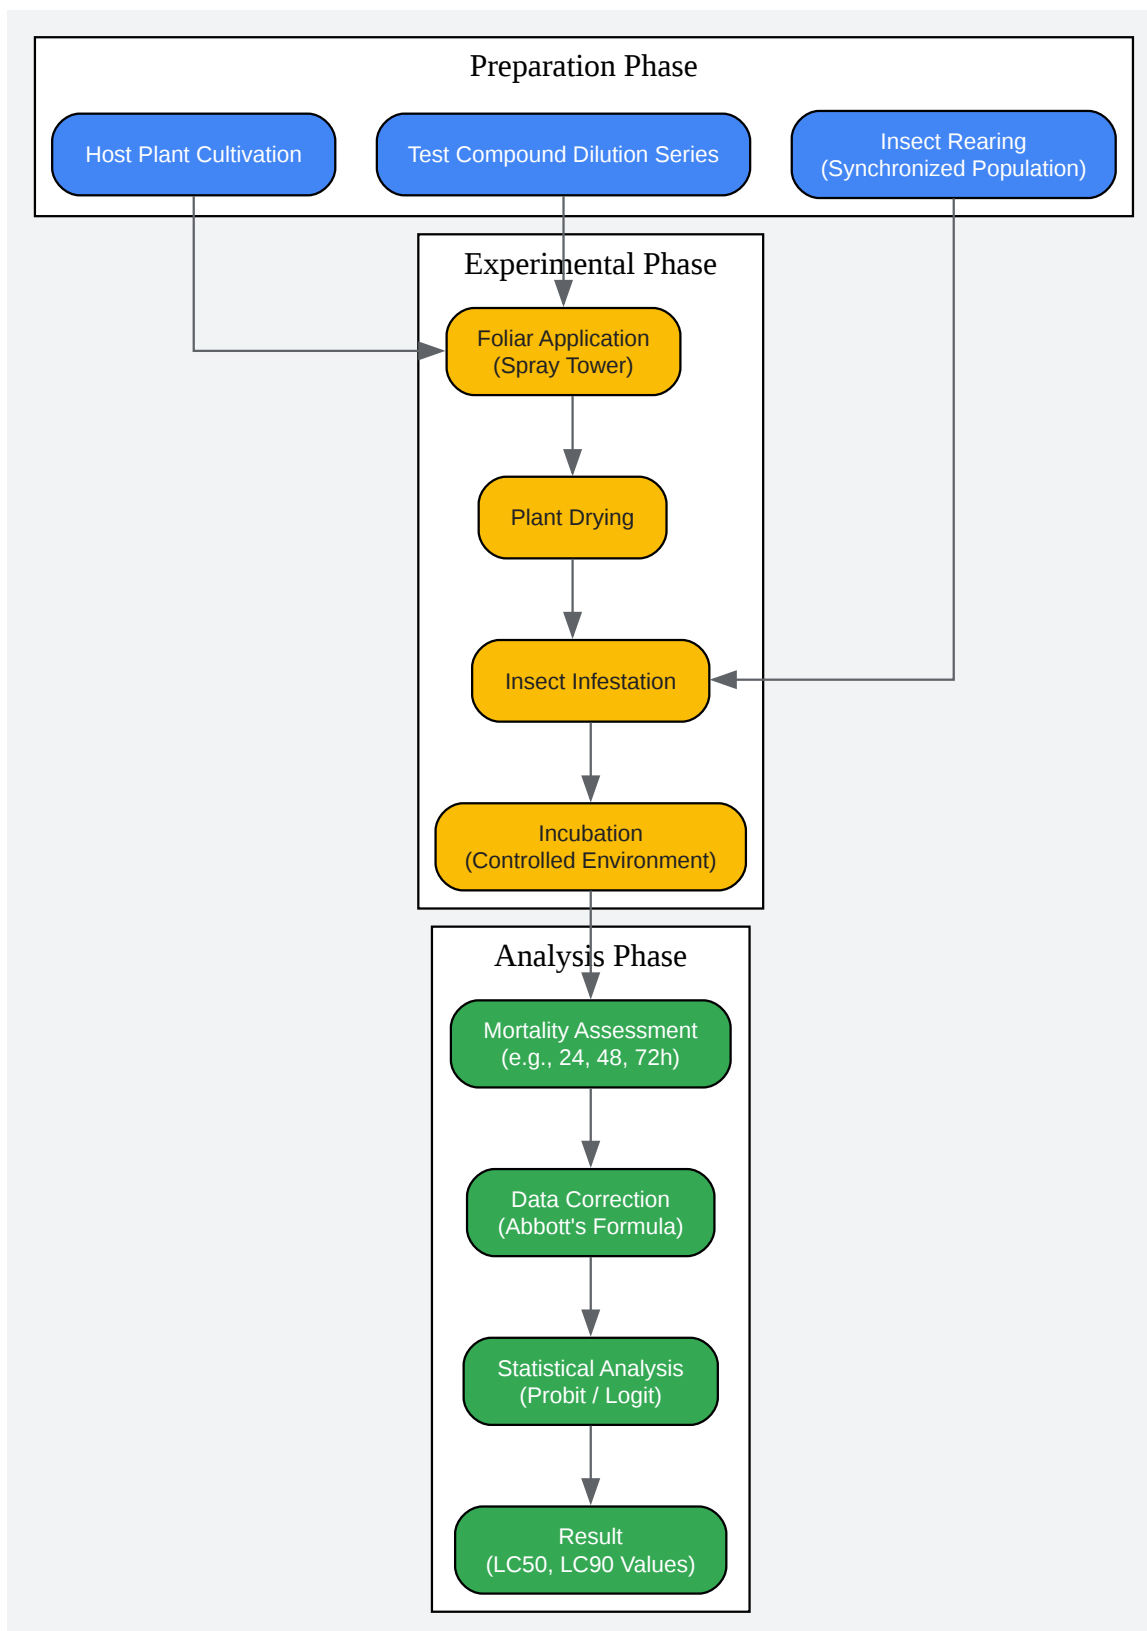 Preparation Phase
Host Plant Cultivation
Test Compound Dilution Series
Insect Rearing
(Synchronized Population)
Experimental Phase
Foliar Application
(Spray Tower)
Plant Drying
Insect Infestation
Incubation
(Controlled Environment)
Analysis Phase
Mortality Assessment
(e.g., 24, 48, 72h)
Data Correction
(Abbott's Formula)
Statistical Analysis
(Probit / Logit)
Result
(LC50, LC90 Values)